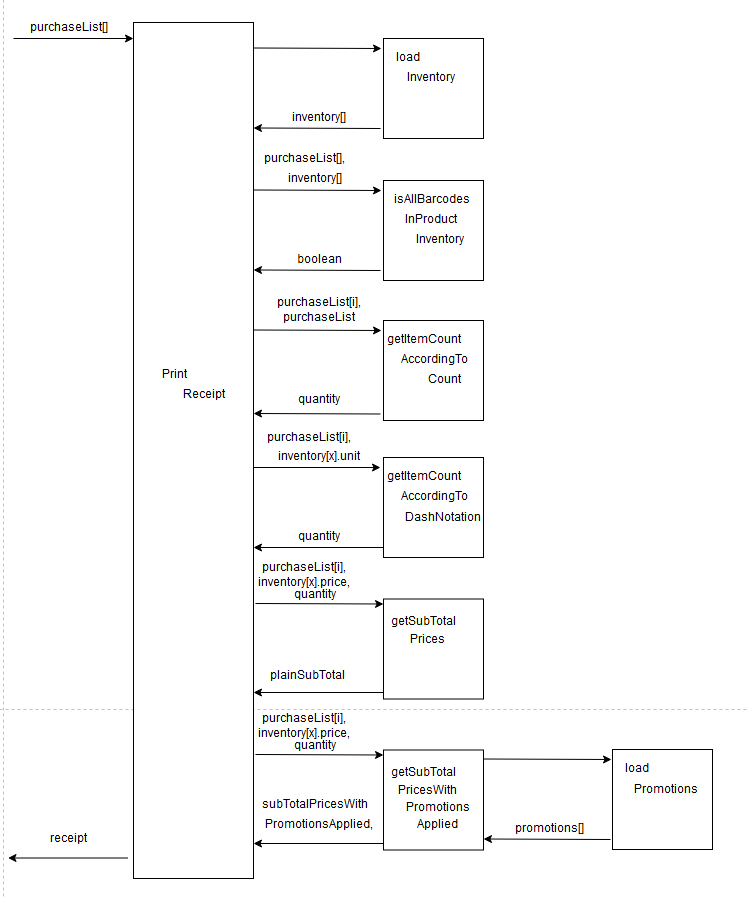 purchaseList[]
load
Inventory
inventory[]
purchaseList[],
inventory[]
isAllBarcodes
InProduct
Inventory
boolean
purchaseList[i],
purchaseList
getItemCount
AccordingTo
Count
Print
Receipt
quantity
purchaseList[i],
inventory[x].unit
getItemCount
AccordingTo
DashNotation
quantity
purchaseList[i],
inventory[x].price,
quantity
getSubTotal
Prices
plainSubTotal
purchaseList[i],
inventory[x].price,
quantity
getSubTotal
PricesWith
Promotions
Applied
load
Promotions
subTotalPricesWith
PromotionsApplied,
promotions[]
receipt